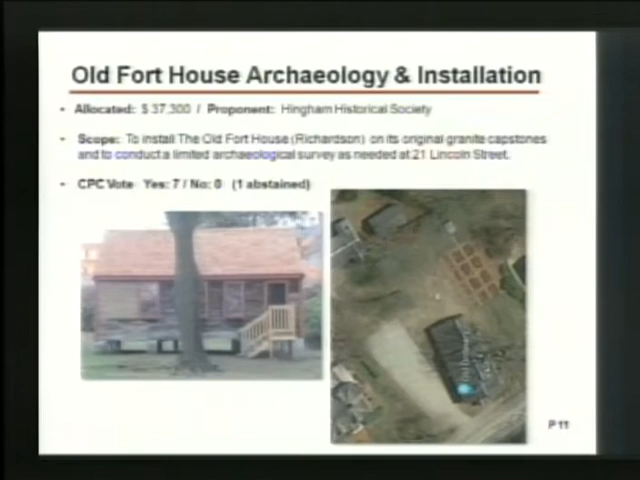 Old Fort House Archaeology & Installation
• Allocated: $ 37,300 / Proponent: Hingham Historical Society
• Scope: To install The Old Fort House (Richardson) on its original granite capstones
and to conduct a limited archaeological survey as needed at 21 Lincoln Street.
• CPC Vote Yes: 7 / No: 0 (1 abstained)
P 11